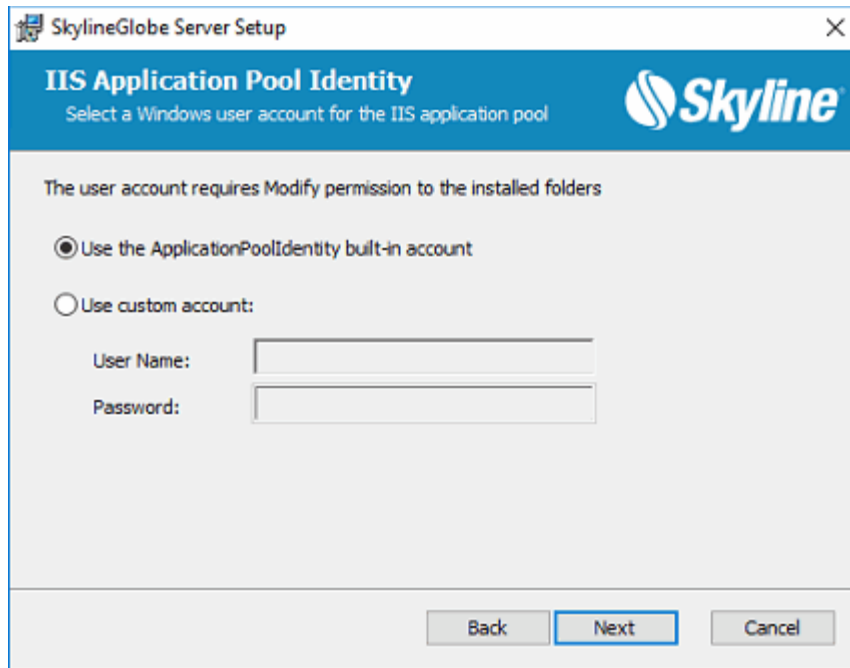 SkylineGlobe Server Setup
IIS Application Pool Identity
Select a Windows user account for the IIS application pool
Skyline
The user account requires Modify permission to the installed folders
Use the ApplicationPoolIdentity built-in account
Use custom account:
User Name:
Password:
Back Next Cancel